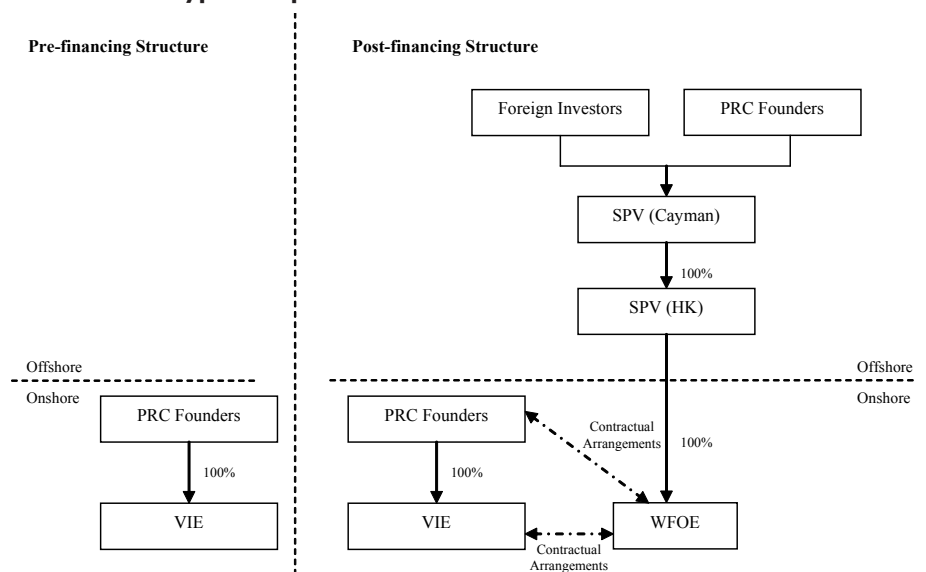 Pre-financing Structure
Post-financing Structure
Foreign Investors
PRC Founders
SPV (Cayman)
100%
SPV (HK)
Offshore
Offshore
Onshore
Onshore
PRC Founders
PRC Founders
Contractual
Arrangements
100%
100%
100%
VIE
VIE
WFOE
Contractual
Arrangements